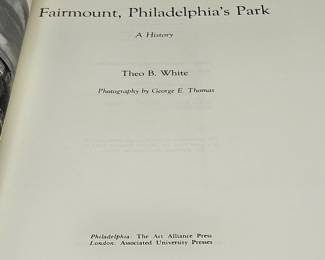 Fairmount, Philadelphia's Park
A History
Theo B. White
Photography by George E. Thomas
Philadelphia: The Art Alliance Press
London: Associated University Presses